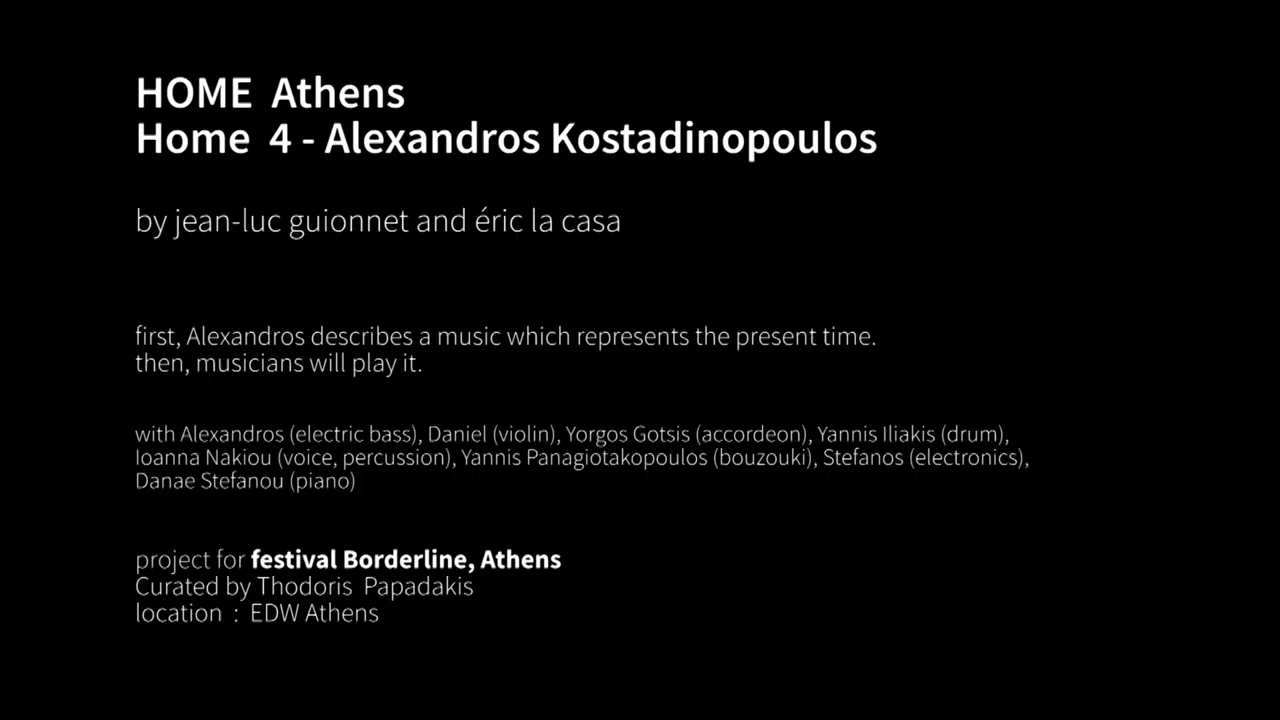 HOME Athens
Home 4 - Alexandros Kostadinopoulos
by jean-luc guionnet and éric la casa
first, Alexandros describes a music which represents the present time.
then, musicians will play it.
with Alexandros (electric bass), Daniel (violin), Yorgos Gotsis (accordeon), Yannis Iliakis (drum),
Ioanna Nakiou (voice, percussion), Yannis Panagiotakopoulos (bouzouki), Stefanos (electronics),
Danae Stefanou (piano)
project for festival Borderline, Athens
Curated by Thodoris Papadakis
location : EDW Athens